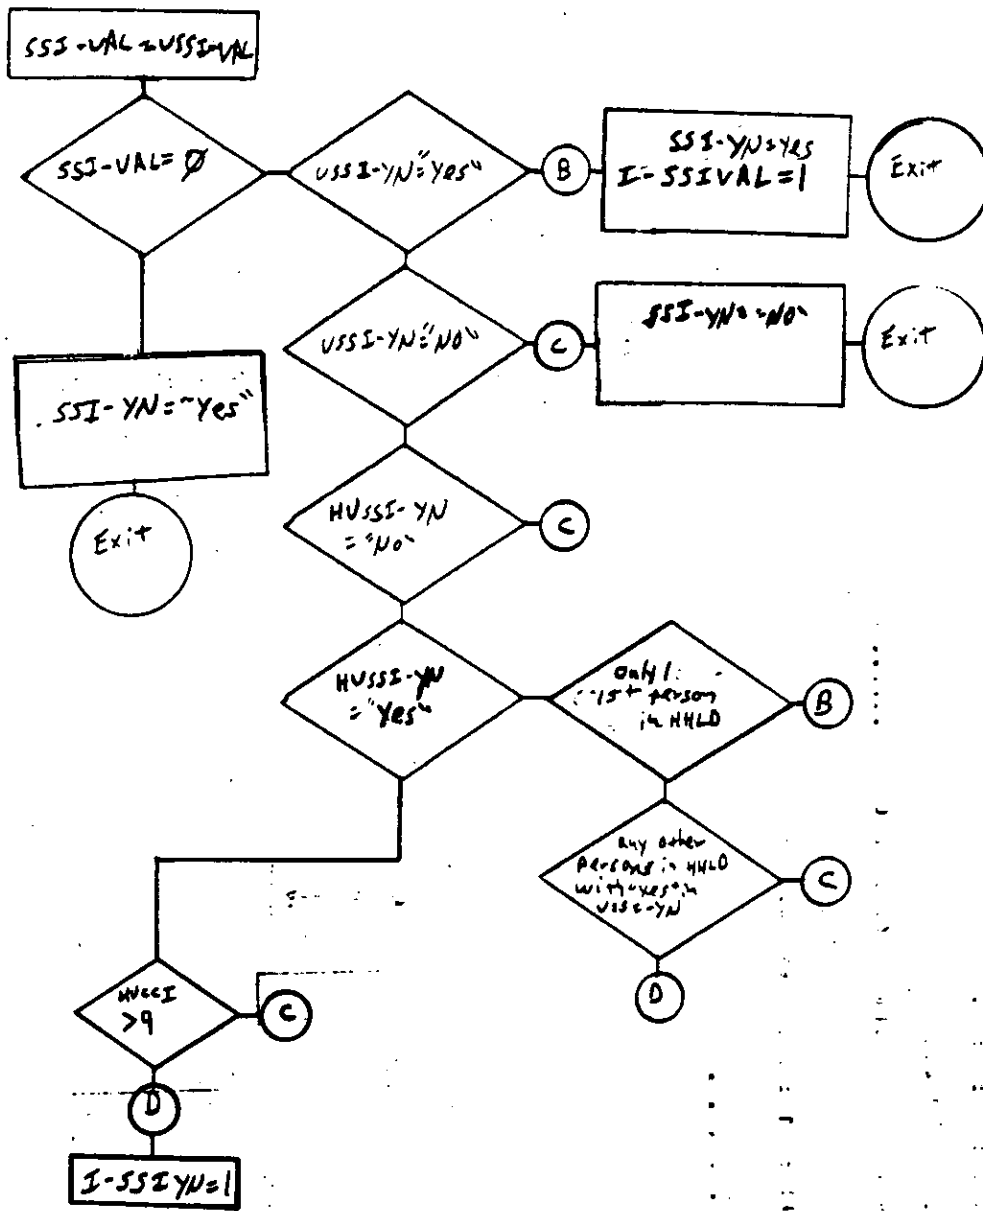 SSI-VAL=USSI-VAL
SSI-VAL=Ø
USSI-YN="Yes"
B
SSI-YN=Yes
I-SSIVAL=1
Exit
USSI-YN="NO"
C
SSI-YN="NO"
Exit
SSI-YN="Yes"
Exit
HUSSI-YN
="NO"
C
HUSSI-YN
="Yes"
only 1
15+ person
in HHLD
B
any other
persons in HHLD
with "yes" in
USSI-YN
C
D
>9
C
D
I-SSIYN=1